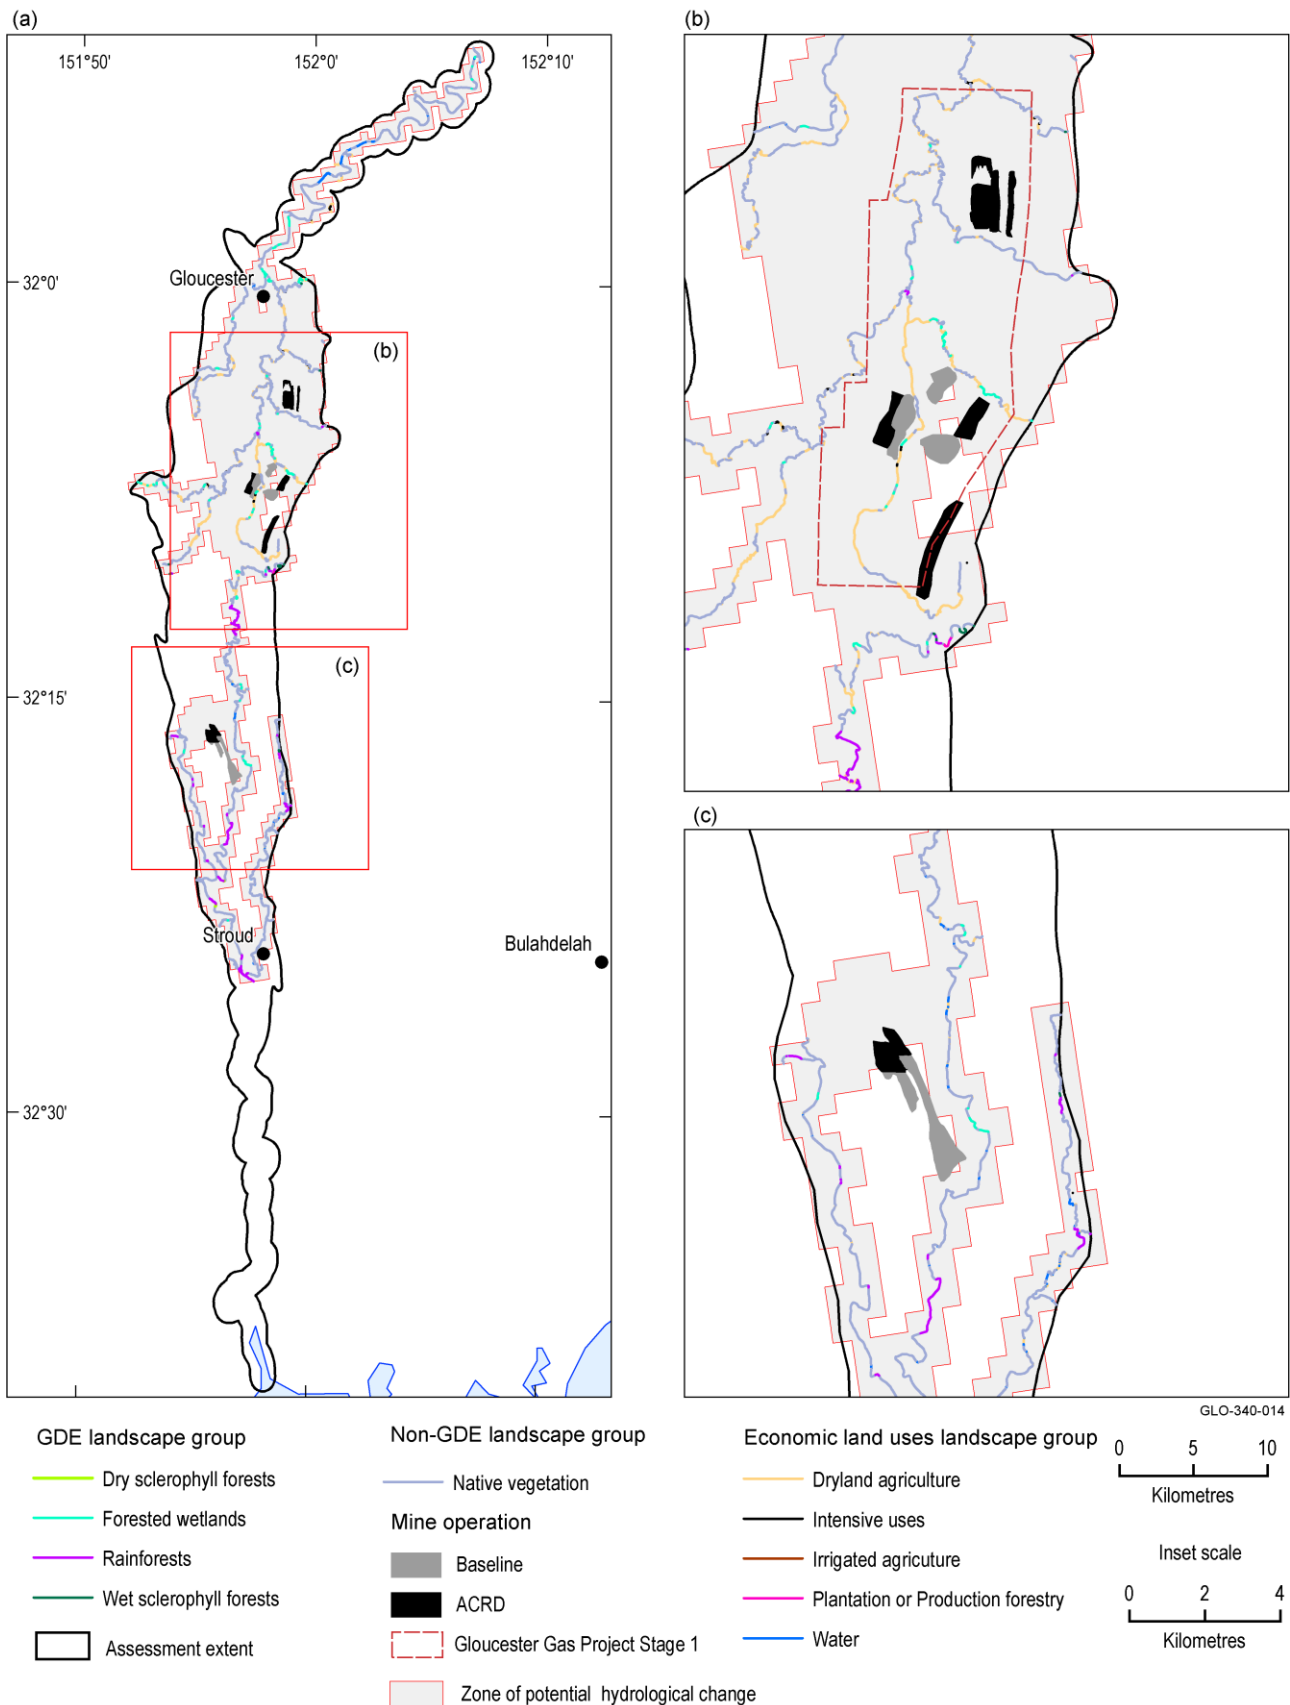 (a)
151°50'
152°0'
152°10'
32°0'
Gloucester
(b)
32°15'
(c)
Stroud
Bulahdelah
32°30'
(b)
(c)
GLO-340-014
GDE landscape group
Dry sclerophyll forests
Forested wetlands
Rainforests
Wet sclerophyll forests
Assessment extent
Non-GDE landscape group
Native vegetation
Mine operation
Baseline
ACRD
Gloucester Gas Project Stage 1
Zone of potential hydrological change
Economic land uses landscape group
Dryland agriculture
Intensive uses
Irrigated agricuture
Plantation or Production forestry
Water
0 5 10
Kilometres
Inset scale
0 2 4
Kilometres